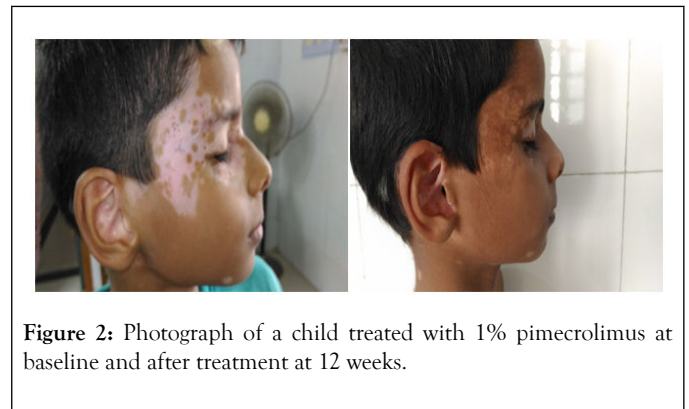 Figure 2: Photograph of a child treated with 1% pimecrolimus at
baseline and after treatment at 12 weeks.